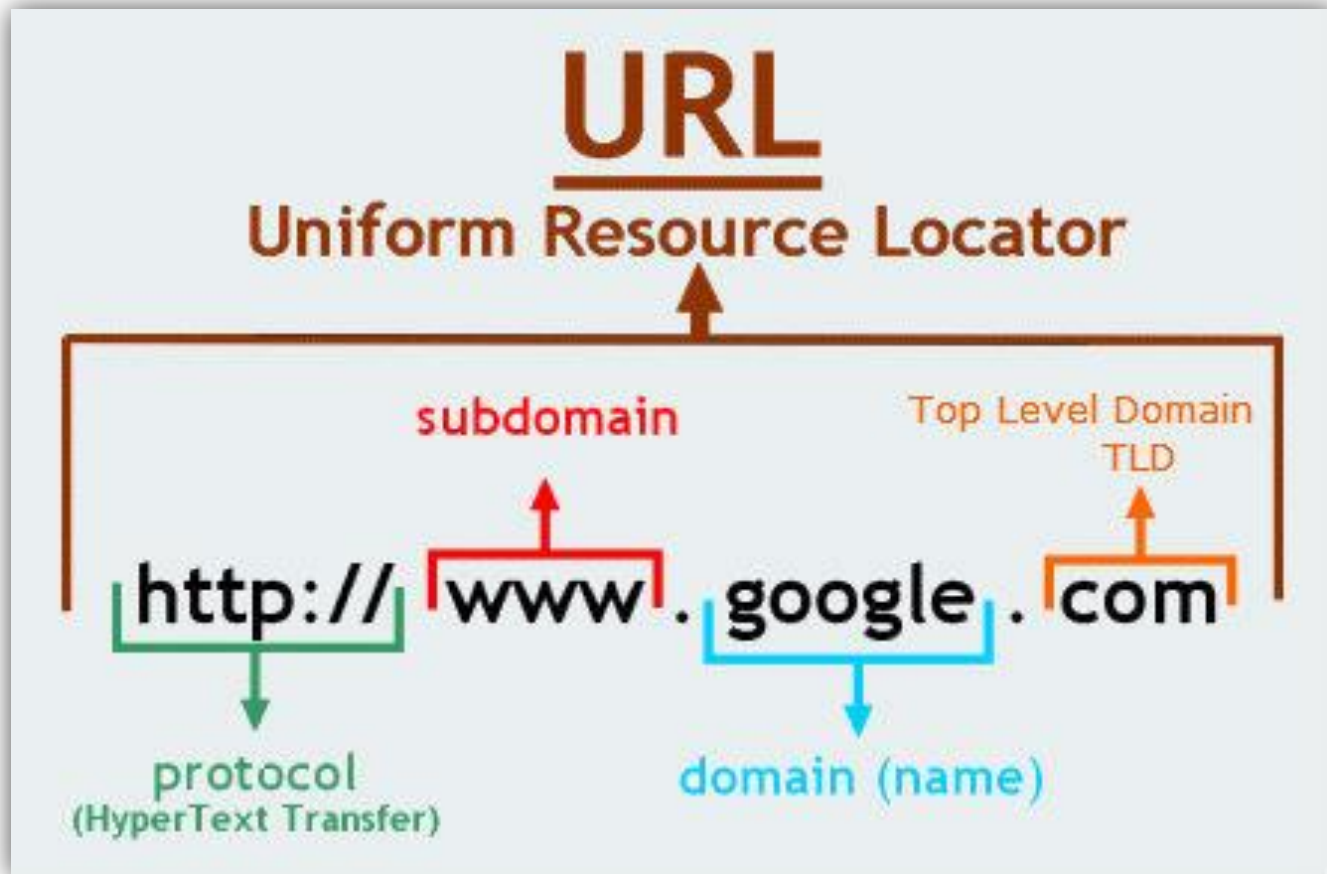 URL
Uniform Resource Locator
subdomain
Top Level Domain
TLD
http:// www . google . com
protocol
(HyperText Transfer)
domain (name)